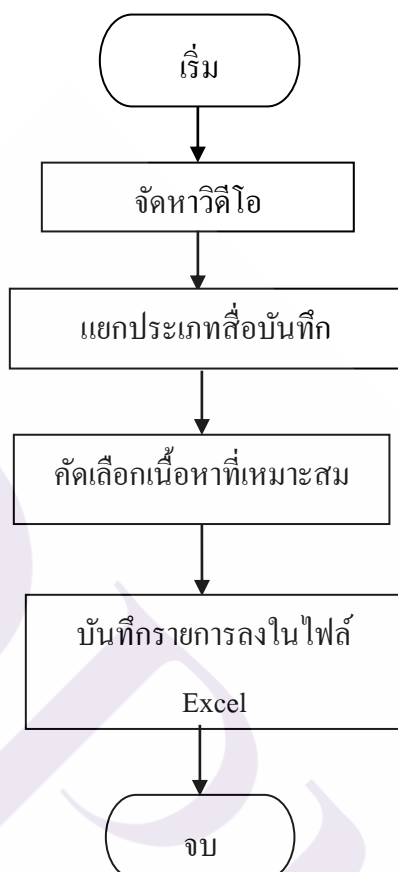 เริ่ม
จัดหาวิดีโอ
แยกประเภทสื่อบันทึก
คัดเลือกเนื้อหาที่เหมาะสม
บันทึกรายการลงในไฟล์
Excel
จบ